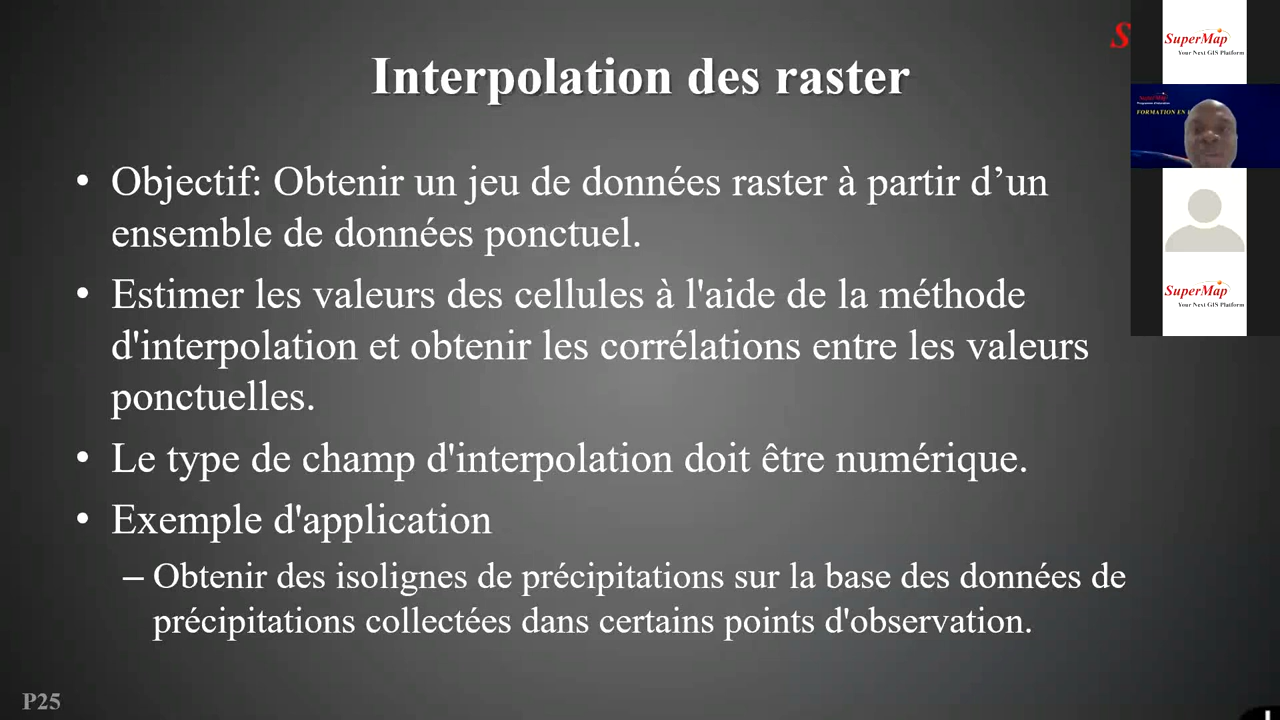 Interpolation des raster
• Objectif: Obtenir un jeu de données raster à partir d’un
ensemble de données ponctuel.
• Estimer les valeurs des cellules à l'aide de la méthode
d'interpolation et obtenir les corrélations entre les valeurs
ponctuelles.
• Le type de champ d'interpolation doit être numérique.
• Exemple d'application
– Obtenir des isolignes de précipitations sur la base des données de
précipitations collectées dans certains points d'observation.
P25
S
SuperMap
Your Next GIS Platform
SuperMap
FORMATION EN
SuperMap
Your Next GIS Platform